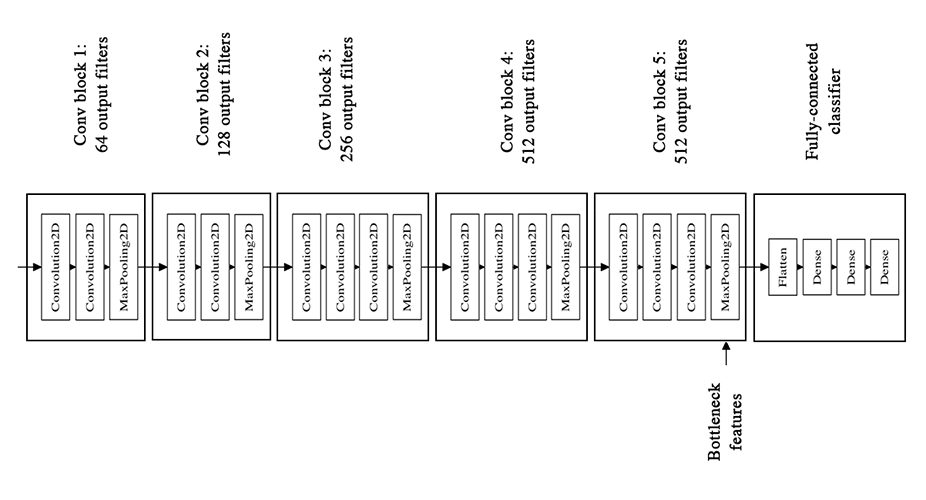 Conv block 1:
64 output filters
Conv block 2:
128 output filters
Conv block 3:
256 output filters
Conv block 4:
512 output filters
Conv block 5:
512 output filters
Fully-connected
classifier
Convolution2D
Convolution2D
MaxPooling2D
Convolution2D
Convolution2D
MaxPooling2D
Convolution2D
Convolution2D
Convolution2D
MaxPooling2D
Convolution2D
Convolution2D
Convolution2D
MaxPooling2D
Convolution2D
Convolution2D
Convolution2D
MaxPooling2D
Flatten
Dense
Dense
Dense
Bottleneck
features